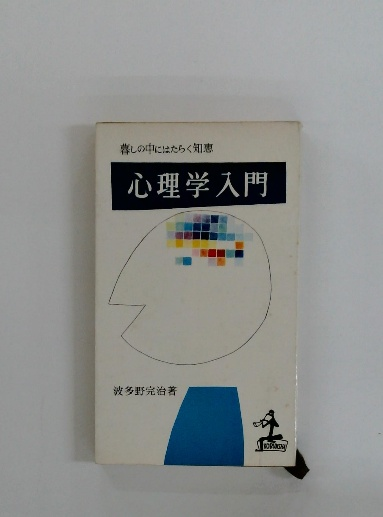 暮しの中にはたらく知恵
心理学入門
波多野完治著